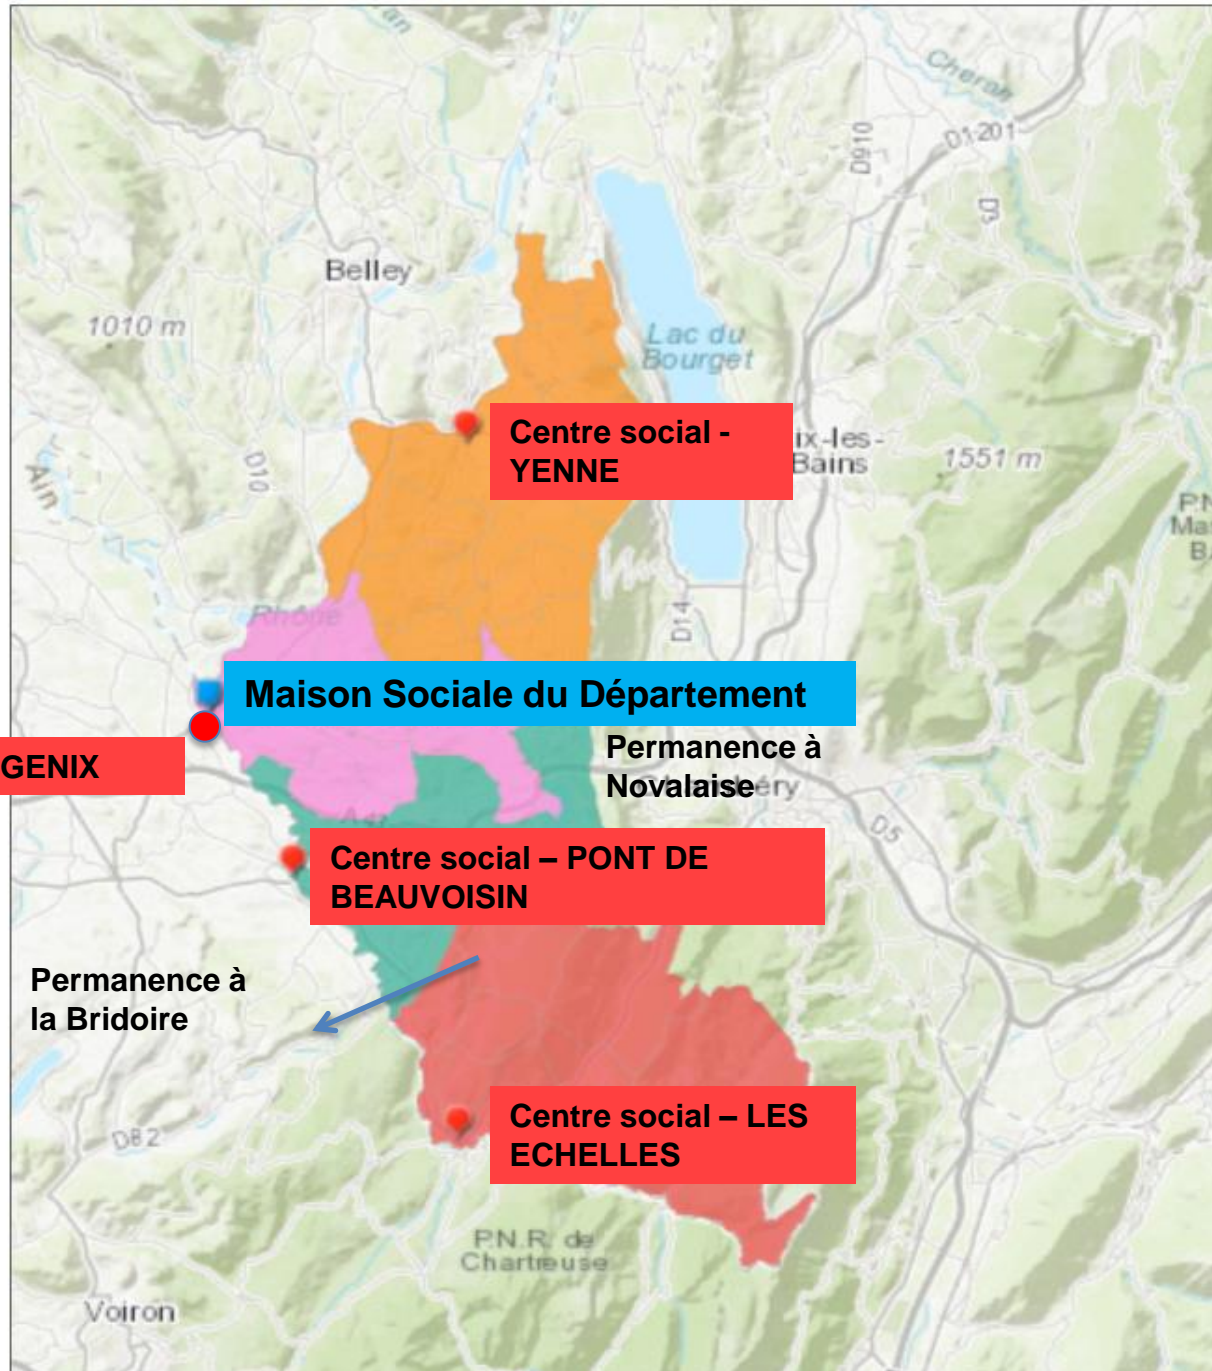 Cheran
D1201
D910
D3
Belley
1010 m
Lac du
Bourget
Centre social -
YENNE
ix-les-
Bains
1551 m
D10
Ain
P.N
Mas
B
Rhône
D14
Maison Sociale du Département
GENIX
Permanence à
Novalaise
béry
D5
Centre social – PONT DE
BEAUVOISIN
Permanence à
la Bridoire
Centre social – LES
ECHELLES
D82
P.N.R. de
Chartreuse
Voiron